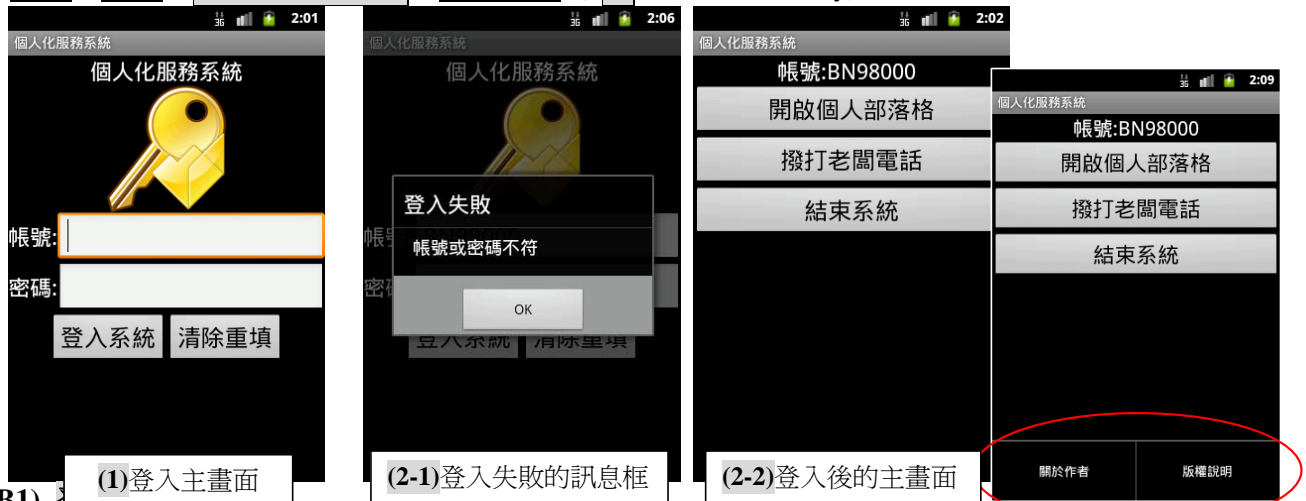 2:01
個人化服務系統
個人化服務系統
帳號:
密碼:
登入系統
清除重填
(1)登入主畫面
2:06
個人化服務系統
個人化服務系統
登入失敗
帳號或密碼不符
OK
登入系統
清除重填
(2-1)登入失敗的訊息框
2:02
個人化服務系統
帳號:BN98000
開啟個人部落格
撥打老闆電話
結束系統
(2-2)登入後的主畫面
2:09
個人化服務系統
帳號:BN98000
開啟個人部落格
撥打老闆電話
結束系統
關於作者
版權說明